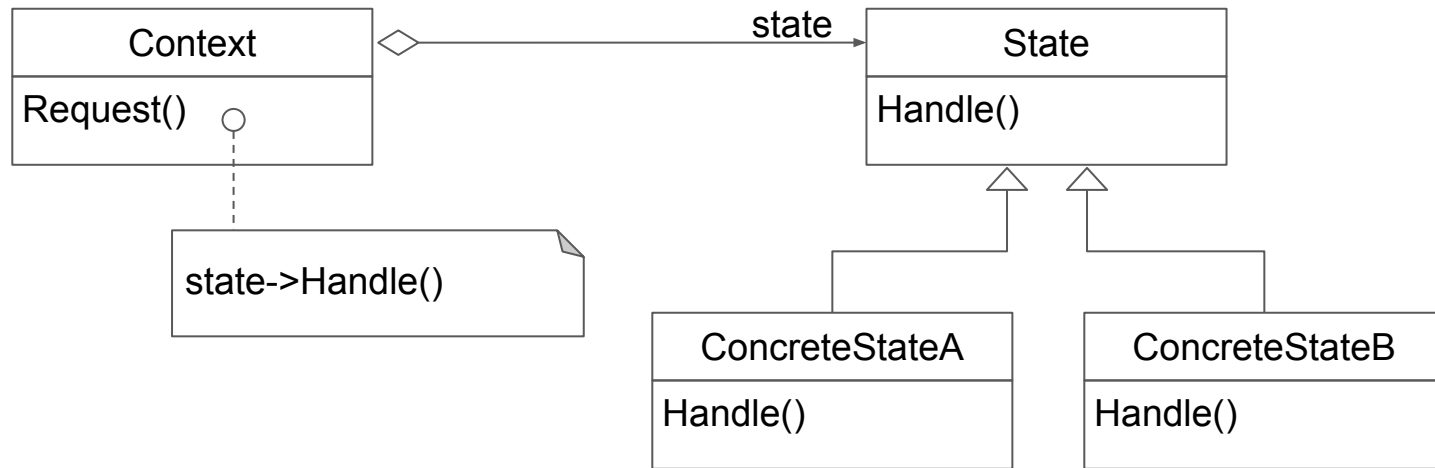 Context
Request()
state
State
Handle()
state->Handle()
ConcreteStateA
Handle()
ConcreteStateB
Handle()